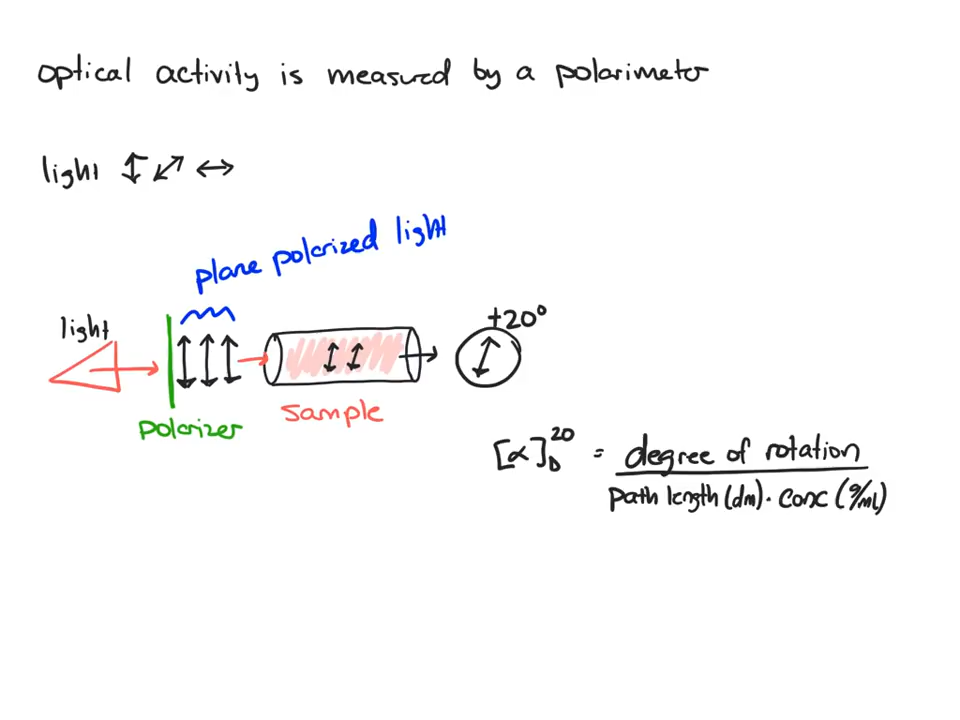 optical activity is measured by a polarimeter
light
plane polarized light
light
+20°
polarizer
sample
[α]D20 = degree of rotation
path length (dm) · conc (g/ml)